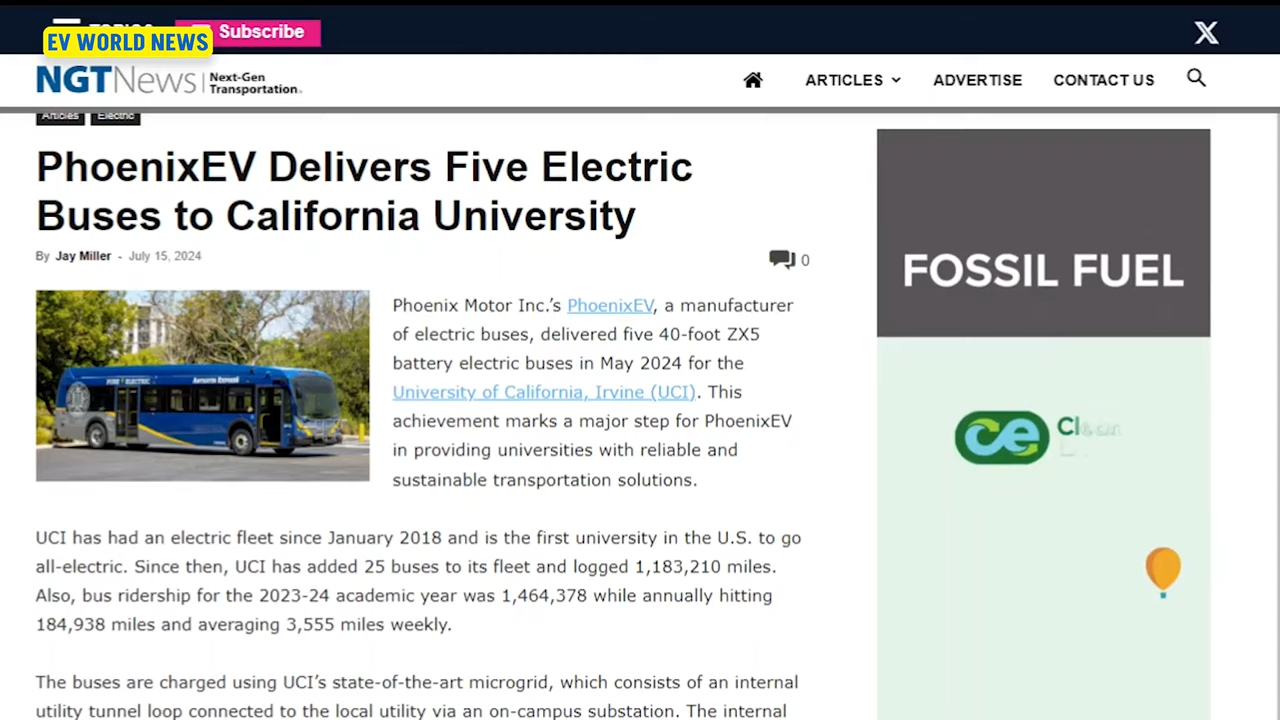 Subscribe
EV WORLD NEWS
NGTNews
Next-Gen
Transportation
ARTICLES
ADVERTISE
CONTACT US
Articles
Electric
PhoenixEV Delivers Five Electric
Buses to California University
By Jay Miller - July 15, 2024
0
PURE ELECTRIC
ANTEATER EXPRESS
Phoenix Motor Inc.’s PhoenixEV, a manufacturer
of electric buses, delivered five 40-foot ZX5
battery electric buses in May 2024 for the
University of California, Irvine (UCI). This
achievement marks a major step for PhoenixEV
in providing universities with reliable and
sustainable transportation solutions.
UCI has had an electric fleet since January 2018 and is the first university in the U.S. to go
all-electric. Since then, UCI has added 25 buses to its fleet and logged 1,183,210 miles.
Also, bus ridership for the 2023-24 academic year was 1,464,378 while annually hitting
184,938 miles and averaging 3,555 miles weekly.
The buses are charged using UCI’s state-of-the-art microgrid, which consists of an internal
utility tunnel loop connected to the local utility via an on-campus substation. The internal
FOSSIL FUEL
ce